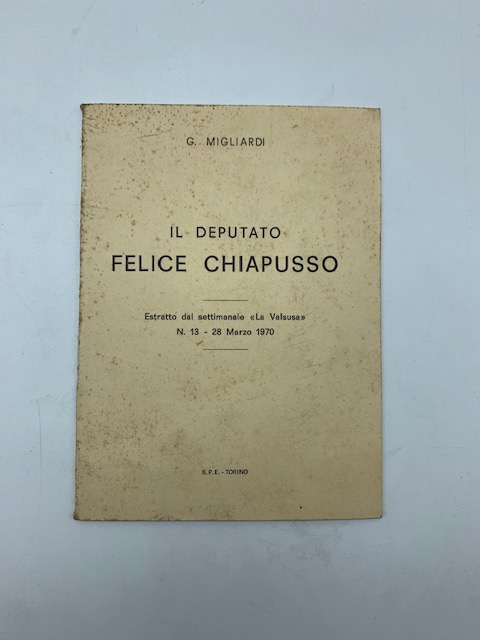 G. MIGLIARDI
IL DEPUTATO
FELICE CHIAPUSSO
Estratto dal settimanale «La Valsusa»
N. 13 - 28 Marzo 1970
S.P.E. - TORINO